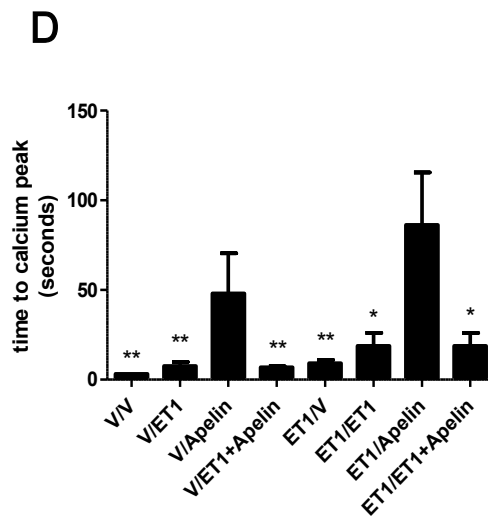 D
time to calcium peak
(seconds)
150
100
50
0
**
**
**
**
*
*
V/V
V/ET1
V/Apelin
V/ET1+Apelin
ET1/V
ET1/ET1
ET1/Apelin
ET1/ET1+Apelin